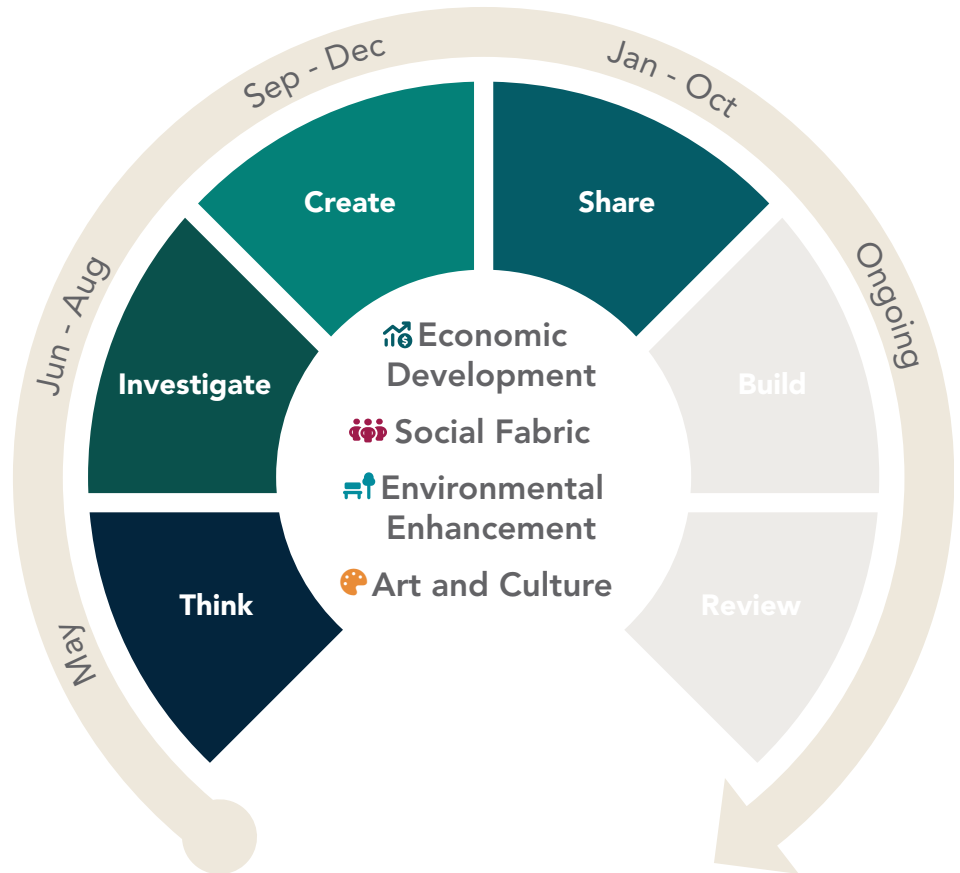 Sep - Dec
Jan - Oct
Jun - Aug
Ongoing
May
Create
Share
Investigate
Build
Think
Review
Economic
Development
Social Fabric
Environmental
Enhancement
Art and Culture